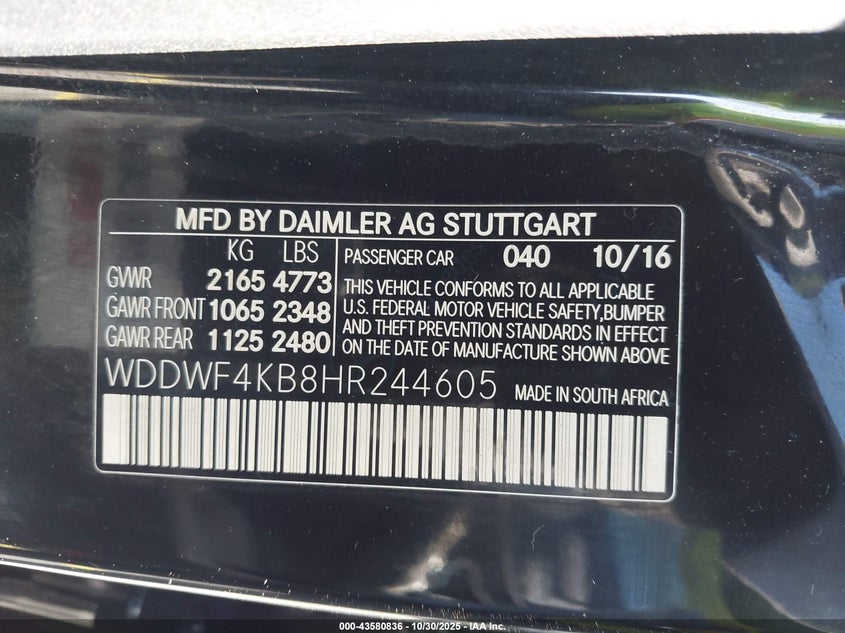 MFD BY DAIMLER AG STUTTGART
KG LBS
GVWR 2165 4773
GAWR FRONT 1065 2348
GAWR REAR 1125 2480
PASSENGER CAR 040 10/16
THIS VEHICLE CONFORMS TO ALL APPLICABLE
U.S. FEDERAL MOTOR VEHICLE SAFETY,BUMPER
AND THEFT PREVENTION STANDARDS IN EFFECT
ON THE DATE OF MANUFACTURE SHOWN ABOVE
WDDWF4KB8HR244605 MADE IN SOUTH AFRICA
000-43580836 - 10/30/2025 - IAA Inc.